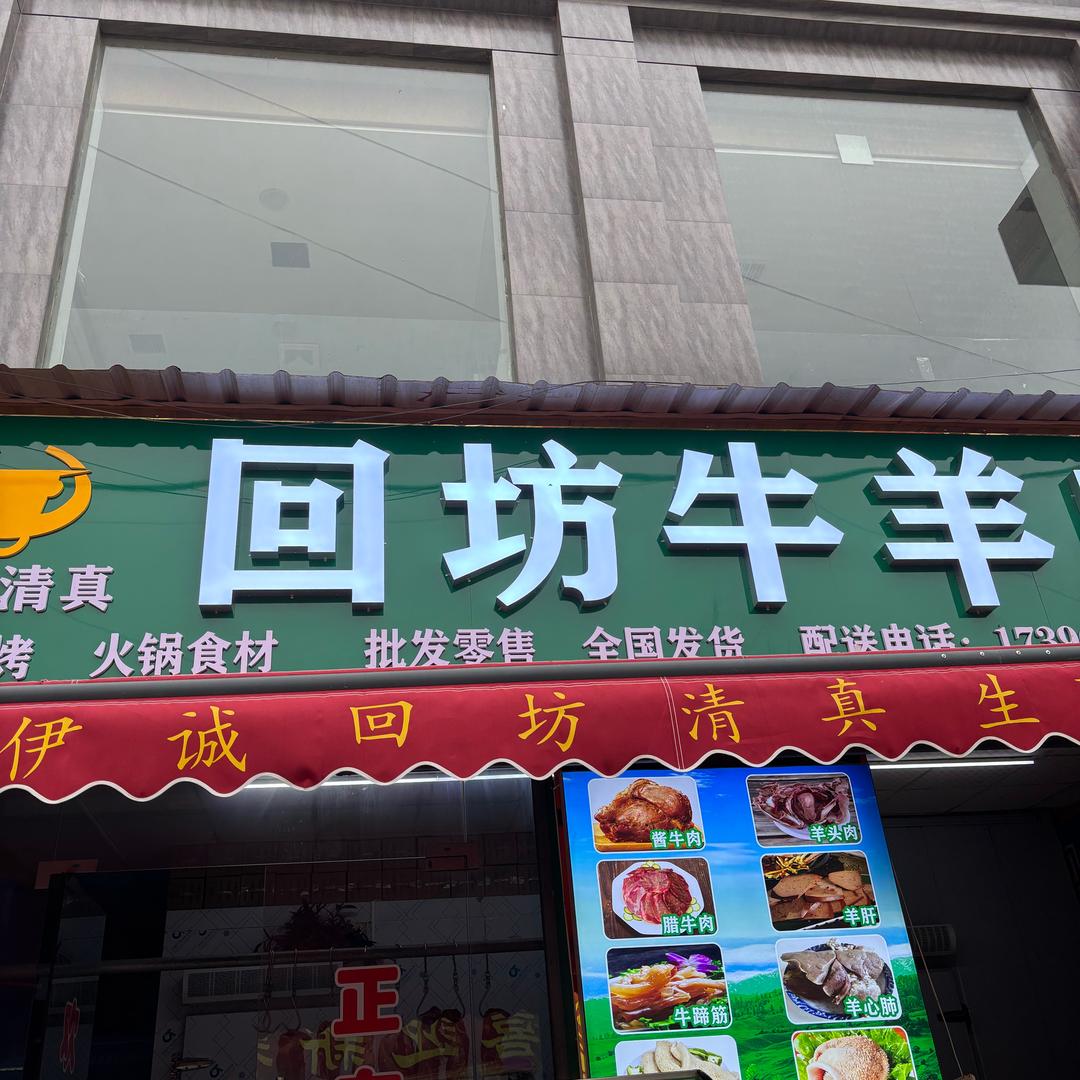 回坊牛羊
清真
烤 火锅食材 批发零售 全国发货 配送电话：1730
伊诚回坊清真生
酱牛肉 羊头肉
腊牛肉 羊肝
牛蹄筋 羊心肺
正